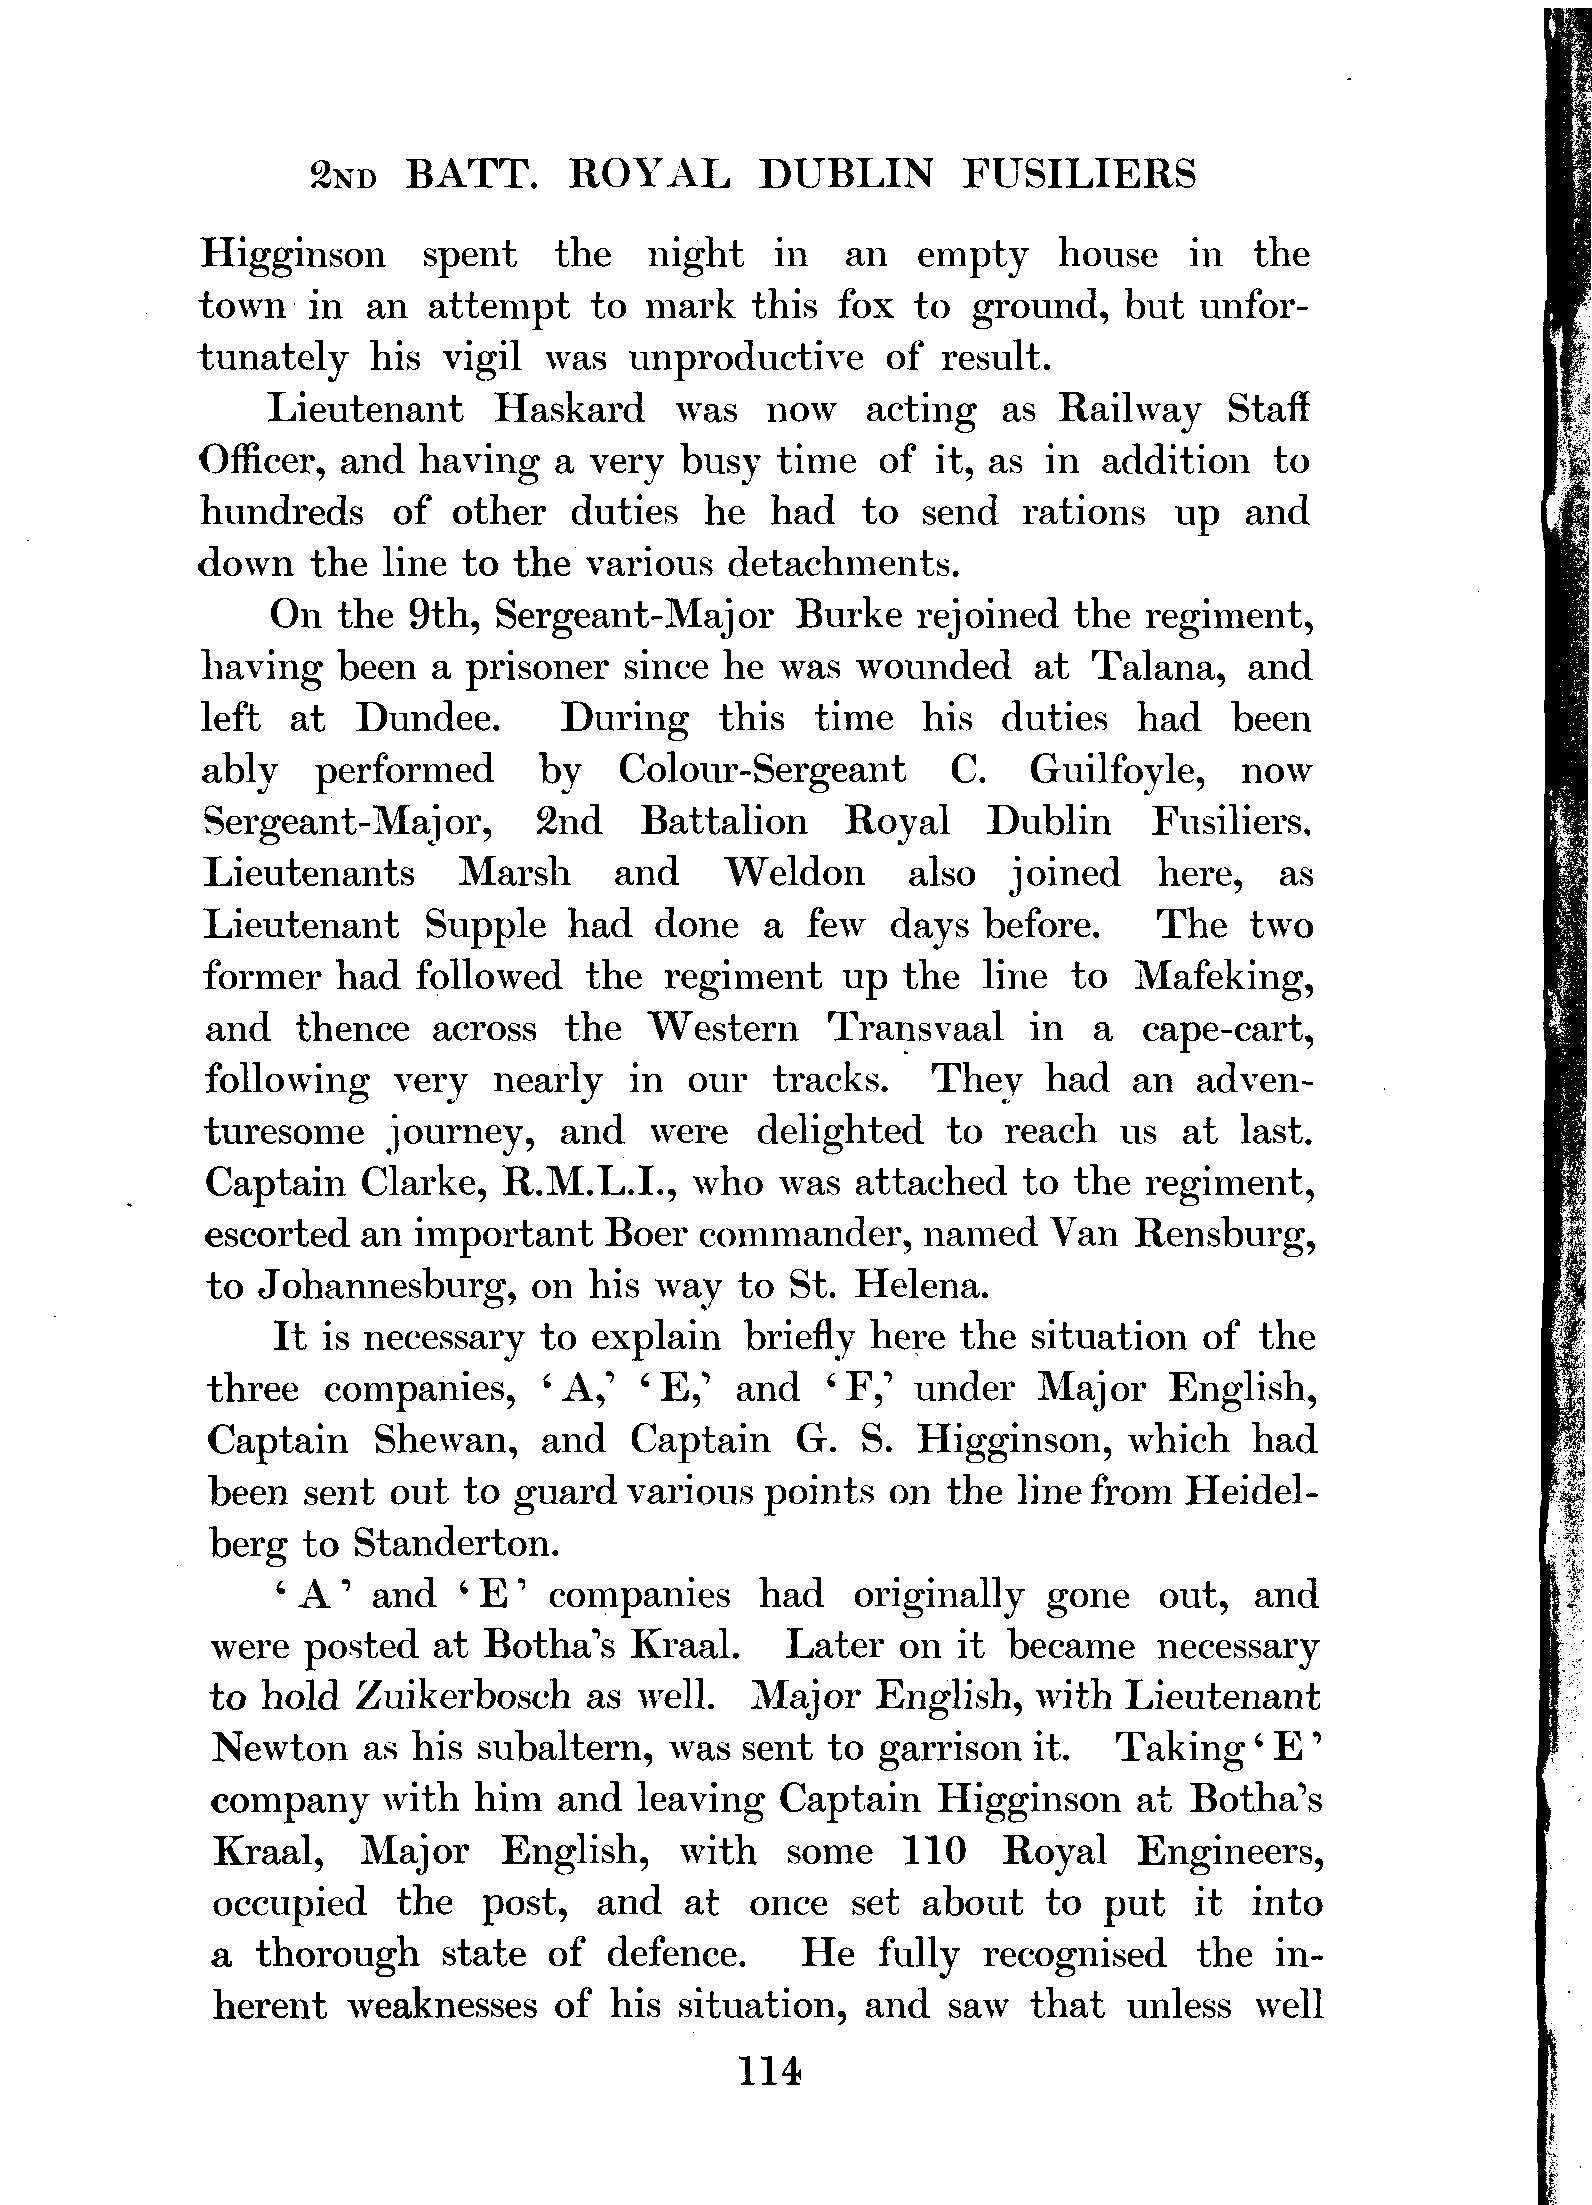 2ND BATT. ROYAL DUBLIN FUSILIERS
Higginson spent the night in an empty house in the
town in an attempt to mark this fox to ground, but unfor-
tunately his vigil was unproductive of result.
Lieutenant Haskard was now acting as Railway Staff
Officer, and having a very busy time of it, as in addition to
hundreds of other duties he had to send rations up and
down the line to the various detachments.
On the 9th, Sergeant-Major Burke rejoined the regiment,
having been a prisoner since he was wounded at Talana, and
left at Dundee. During this time his duties had been
ably performed by Colour-Sergeant C. Guilfoyle, now
Sergeant-Major, 2nd Battalion Royal Dublin Fusiliers.
Lieutenants Marsh and Weldon also joined here, as
Lieutenant Supple had done a few days before. The two
former had followed the regiment up the line to Mafeking,
and thence across the Western Transvaal in a cape-cart,
following very nearly in our tracks. They had an adven-
turesome journey, and were delighted to reach us at last.
Captain Clarke, R.M.L.I., who was attached to the regiment,
escorted an important Boer commander, named Van Rensburg,
to Johannesburg, on his way to St. Helena.
It is necessary to explain briefly here the situation of the
three companies, ‘A,’ ‘E,’ and ‘F,’ under Major English,
Captain Shewan, and Captain G. S. Higginson, which had
been sent out to guard various points on the line from Heidel-
berg to Standerton.
‘A’ and ‘E’ companies had originally gone out, and
were posted at Botha's Kraal. Later on it became necessary
to hold Zuikerbosch as well. Major English, with Lieutenant
Newton as his subaltern, was sent to garrison it. Taking ‘E’
company with him and leaving Captain Higginson at Botha's
Kraal, Major English, with some 110 Royal Engineers,
occupied the post, and at once set about to put it into
a thorough state of defence. He fully recognised the in-
herent weaknesses of his situation, and saw that unless well
114